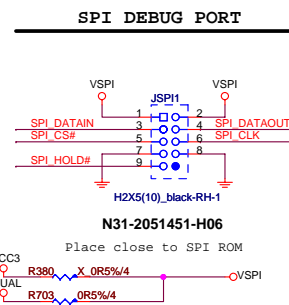 SPI DEBUG PORT
VSPI VSPI
JSPI1
1 2
SPI_DATAIN 3 4 SPI_DATAOUT
SPI_CS# 5 6 SPI_CLK
7 8
SPI_HOLD# 9
H2X5(10)_black-RH-1
N31-2051451-H06
Place close to SPI ROM
CC3
R380 X_0R5%/4 VSPI
UAL
R703 0R5%/4